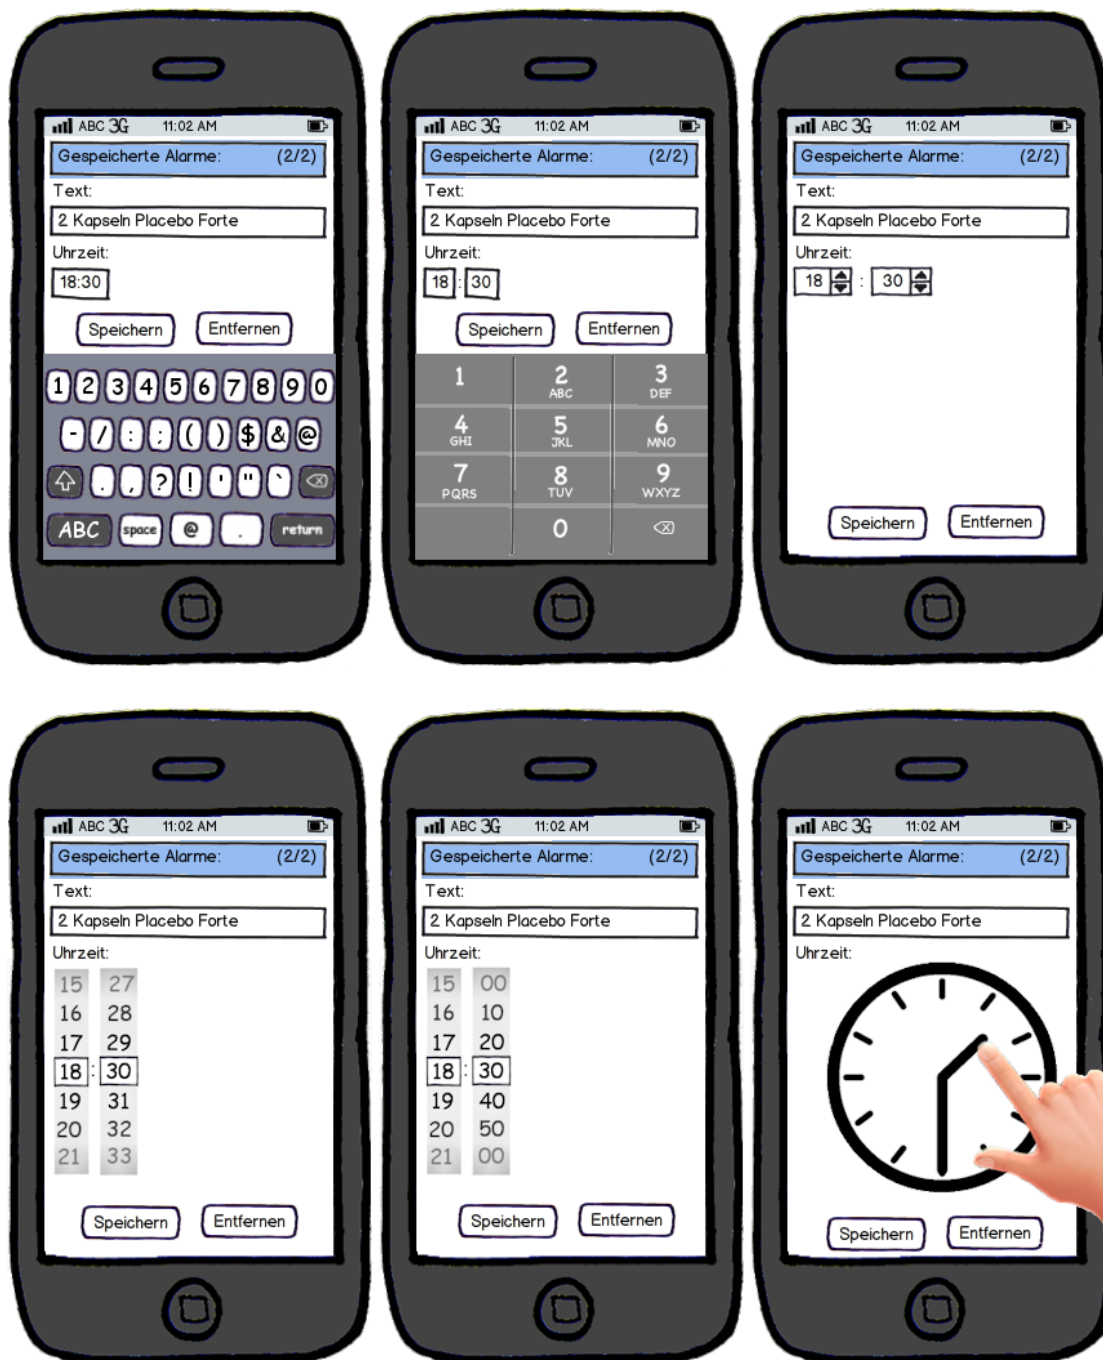 ABC 3G 11:02 AM
Gespeicherte Alarme: (2/2)
Text:
2 Kapseln Placebo Forte
Uhrzeit:
18:30
Speichern Entfernen
1 2 3 4 5 6 7 8 9 0
- / : ; ( ) $ & @
. , ? ! ' " `
ABC space @ . return
ABC 3G 11:02 AM
Gespeicherte Alarme: (2/2)
Text:
2 Kapseln Placebo Forte
Uhrzeit:
18 : 30
Speichern Entfernen
1 2 3
ABC DEF
4 5 6
GHI JKL MNO
7 8 9
PQRS TUV WXYZ
0
ABC 3G 11:02 AM
Gespeicherte Alarme: (2/2)
Text:
2 Kapseln Placebo Forte
Uhrzeit:
18 : 30
Speichern Entfernen
ABC 3G 11:02 AM
Gespeicherte Alarme: (2/2)
Text:
2 Kapseln Placebo Forte
Uhrzeit:
15 27
16 28
17 29
18 : 30
19 31
20 32
21 33
Speichern Entfernen
ABC 3G 11:02 AM
Gespeicherte Alarme: (2/2)
Text:
2 Kapseln Placebo Forte
Uhrzeit:
15 00
16 10
17 20
18 : 30
19 40
20 50
21 00
Speichern Entfernen
ABC 3G 11:02 AM
Gespeicherte Alarme: (2/2)
Text:
2 Kapseln Placebo Forte
Uhrzeit:
Speichern Entfernen